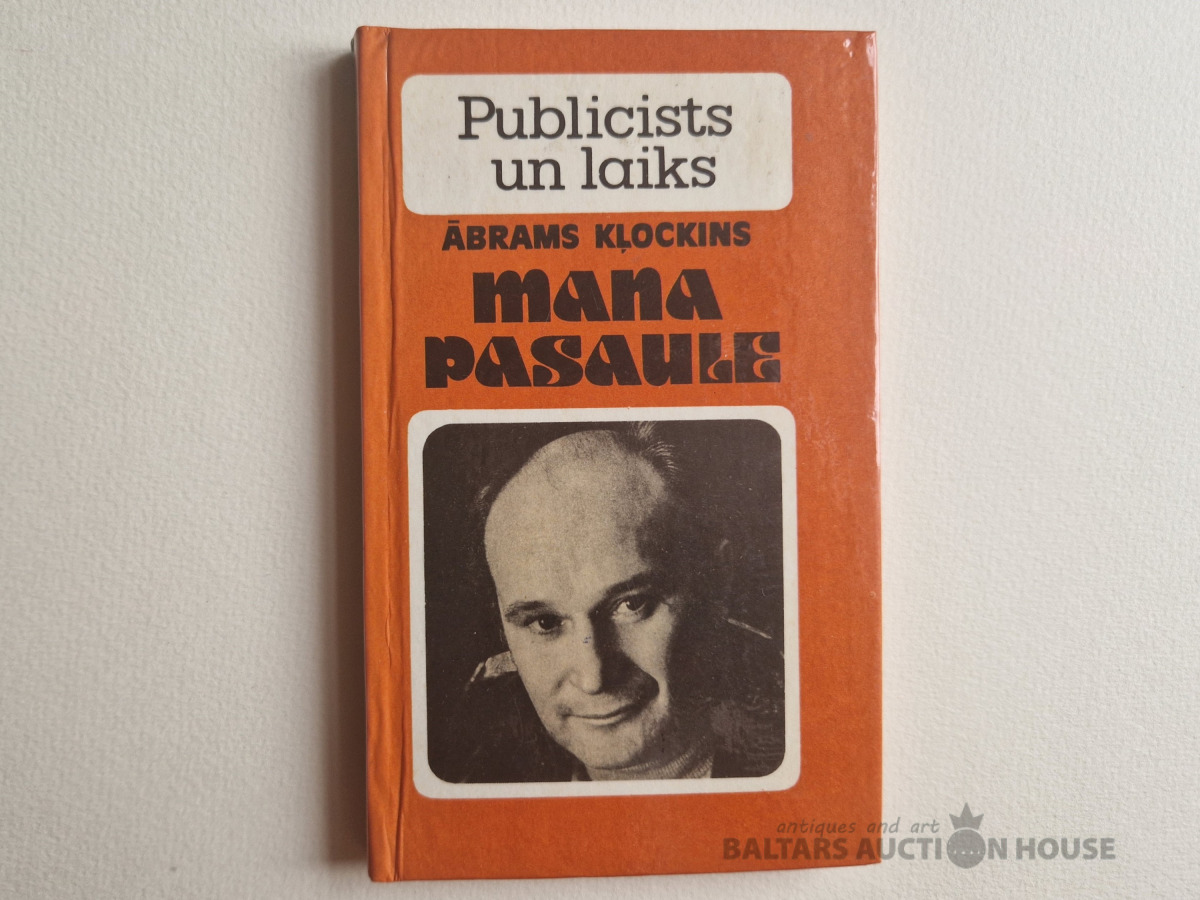 Publicists
un laiks
ĀBRAMS KĻOCKINS
MANA
PASAULE
antiques and art
BALTARS AUCTION HOUSE